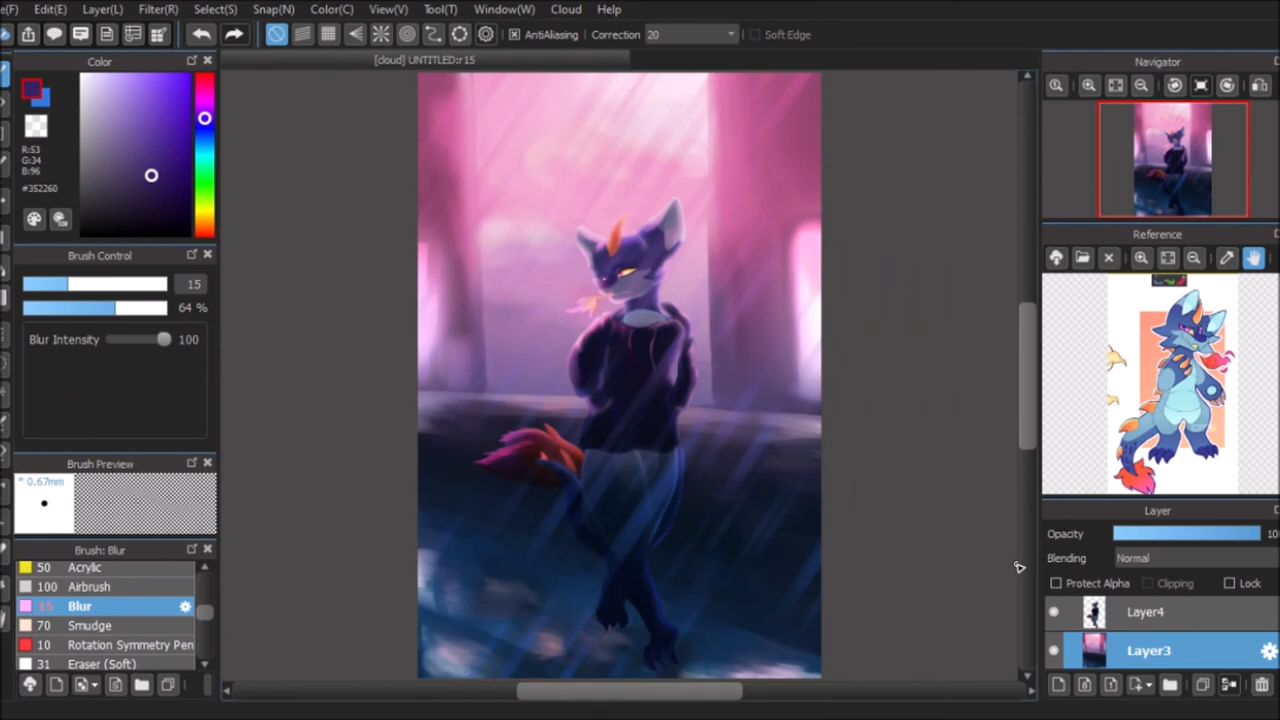 e(F) Edit(E) Layer(L) Filter(R) Select(S) Snap(N) Color(C) View(V) Tool(T) Window(W) Cloud Help
AntiAliasing Correction 20 Soft Edge
[cloud] UNTITLED:r15
Color
R:53
G:34
B:96
#352260
Brush Control
15
64 %
Blur Intensity 100
Brush Preview
* 0.67mm
Brush: Blur
50 Acrylic
100 Airbrush
15 Blur
70 Smudge
10 Rotation Symmetry Pen
31 Eraser (Soft)
Navigator
Reference
Layer
Opacity 10
Blending Normal
Protect Alpha Clipping Lock
Layer4
Layer3